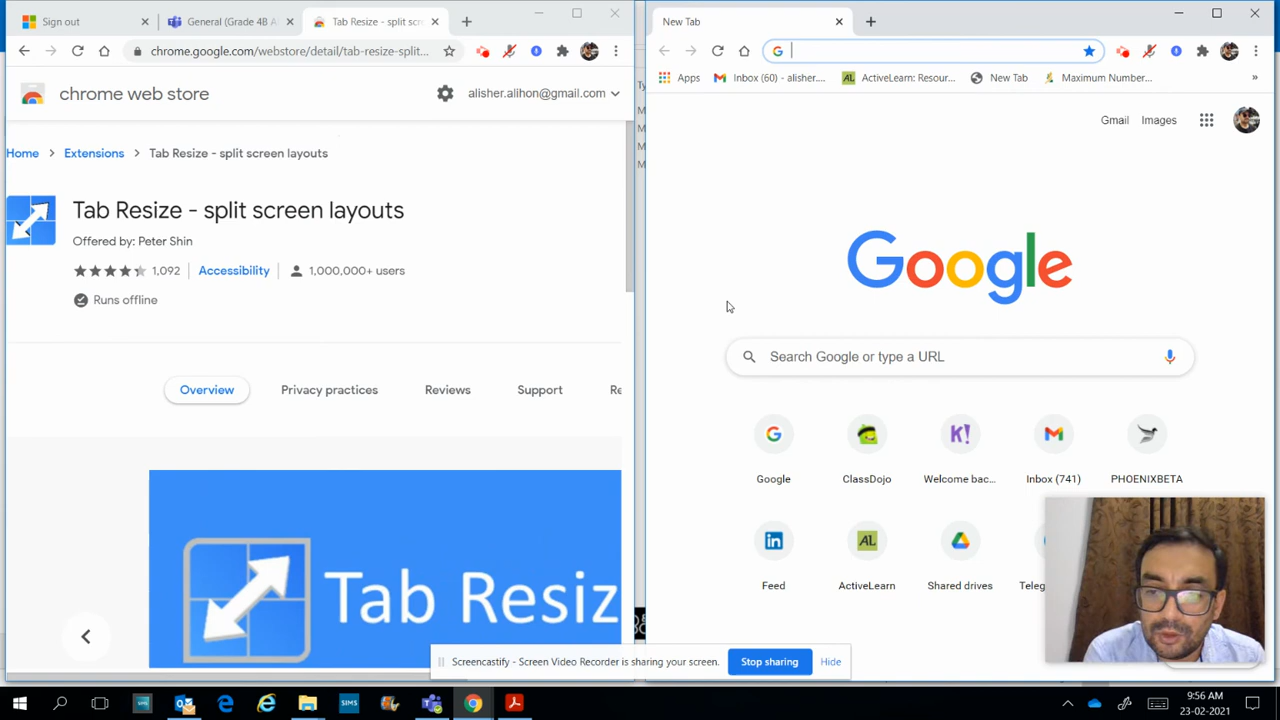 Sign out
General (Grade 4B A
Tab Resize - split scre
chrome.google.com/webstore/detail/tab-resize-split...
chrome web store
alisher.alihon@gmail.com
Home
Extensions
Tab Resize - split screen layouts
Tab Resize - split screen layouts
Offered by: Peter Shin
1,092
Accessibility
1,000,000+ users
Runs offline
Overview
Privacy practices
Reviews
Support
Re
Tab Resiz
New Tab
Apps
Inbox (60) - alisher....
ActiveLearn: Resour...
New Tab
Maximum Number...
»
Gmail
Images
Google
Search Google or type a URL
Google
ClassDojo
Welcome bac...
Inbox (741)
PHOENIXBETA
Feed
ActiveLearn
Shared drives
Teleg
Screencastify - Screen Video Recorder is sharing your screen.
Stop sharing
Hide
SIMS
9:56 AM
23-02-2021